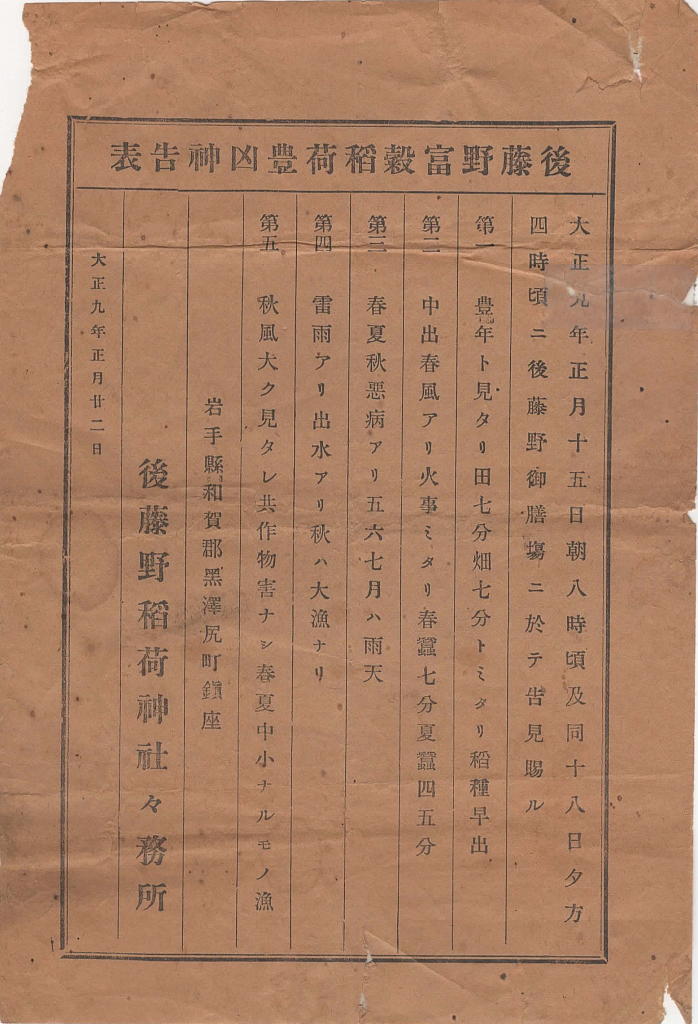 後藤野富穀稻荷豊凶神告表
大正九年正月十五日朝八時頃及同十八日夕方
四時頃ニ後藤野御膳塲ニ於テ告見賜ル
第一　豊年ト見タリ田七分畑七分トミタリ稻種早出
第二　中出春風アリ火事ミタリ春蠶七分夏蠶四五分
第三　春夏秋悪病アリ五六七月ハ雨天
第四　雷雨アリ出水アリ秋ハ大漁ナリ
第五　秋風大ク見タレ共作物害ナシ春夏中小ナルモノ漁
岩手縣和賀郡黑澤尻町鎭座
後藤野稻荷神社々務所
大正九年正月廿二日